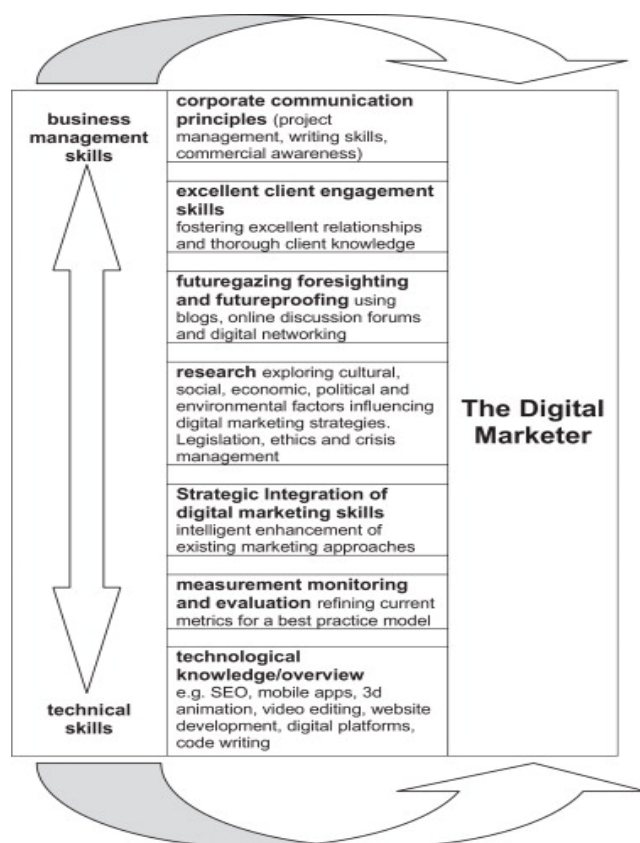 business
management
skills
technical
skills
corporate communication
principles (project
management, writing skills,
commercial awareness)
excellent client engagement
skills
fostering excellent relationships
and thorough client knowledge
futuregazing foresighting
and futureproofing using
blogs, online discussion forums
and digital networking
research exploring cultural,
social, economic, political and
environmental factors influencing
digital marketing strategies.
Legislation, ethics and crisis
management
Strategic Integration of
digital marketing skills
intelligent enhancement of
existing marketing approaches
measurement monitoring
and evaluation refining current
metrics for a best practice model
technological
knowledge/overview
e.g. SEO, mobile apps, 3d
animation, video editing, website
development, digital platforms,
code writing
The Digital
Marketer